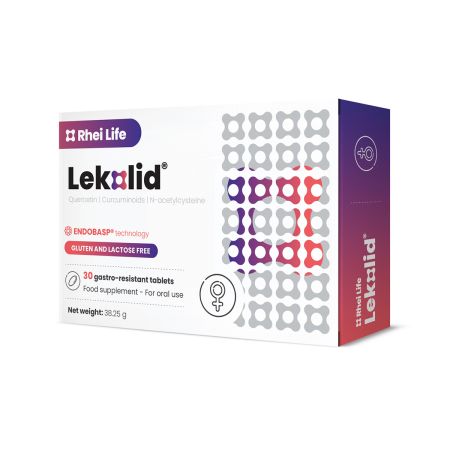 Rhei Life
Lekolid®
Quercetin | Curcuminoids | N-acetylcysteine
ENDOBASP® technology
GLUTEN AND LACTOSE FREE
30 gastro-resistant tablets
Food supplement - For oral use
Net weight: 38.25 g
Rhei Life
Lekolid®